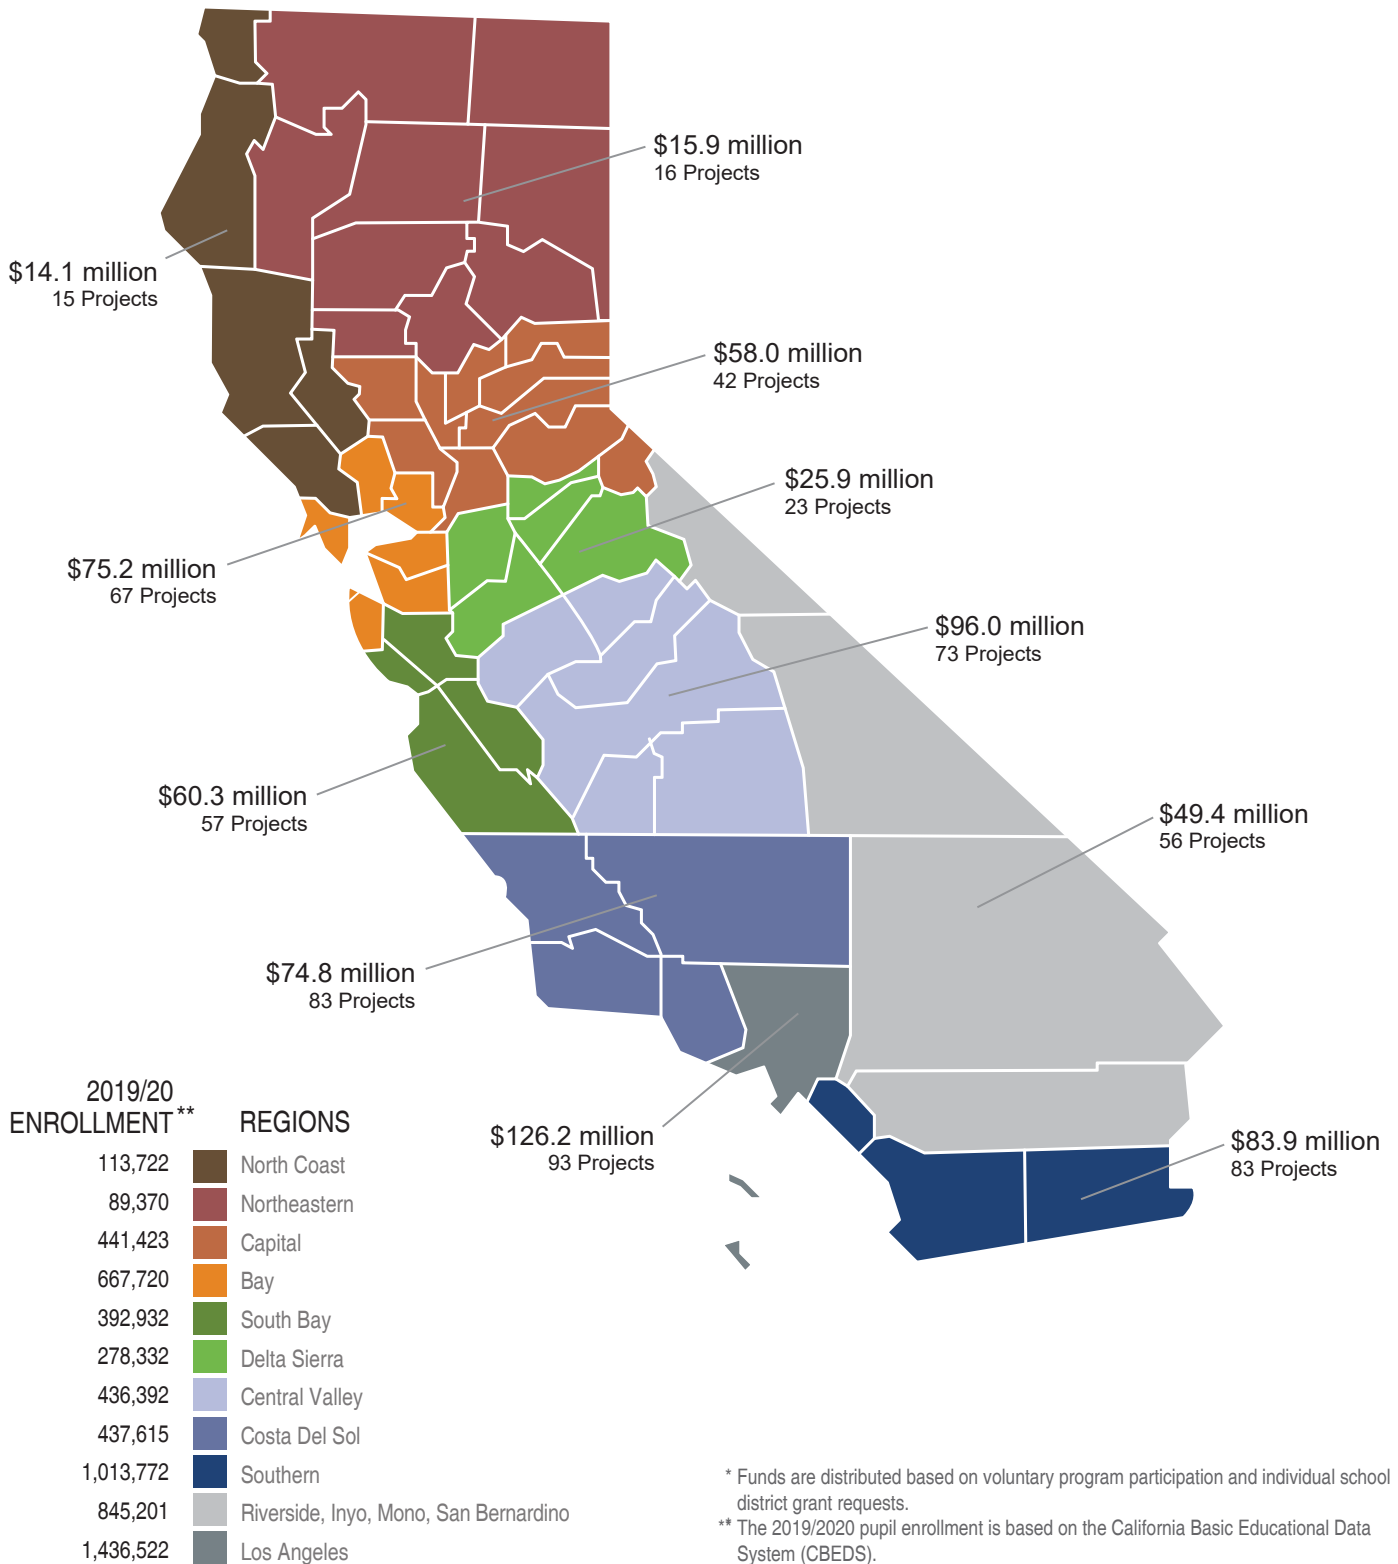 $15.9 million
16 Projects
$14.1 million
15 Projects
$58.0 million
42 Projects
$25.9 million
23 Projects
$75.2 million
67 Projects
$96.0 million
73 Projects
$60.3 million
57 Projects
$49.4 million
56 Projects
$74.8 million
83 Projects
$126.2 million
93 Projects
$83.9 million
83 Projects
2019/20
ENROLLMENT** REGIONS
113,722 North Coast
89,370 Northeastern
441,423 Capital
667,720 Bay
392,932 South Bay
278,332 Delta Sierra
436,392 Central Valley
437,615 Costa Del Sol
1,013,772 Southern
845,201 Riverside, Inyo, Mono, San Bernardino
1,436,522 Los Angeles
* Funds are distributed based on voluntary program participation and individual school
district grant requests.
** The 2019/2020 pupil enrollment is based on the California Basic Educational Data
System (CBEDS).